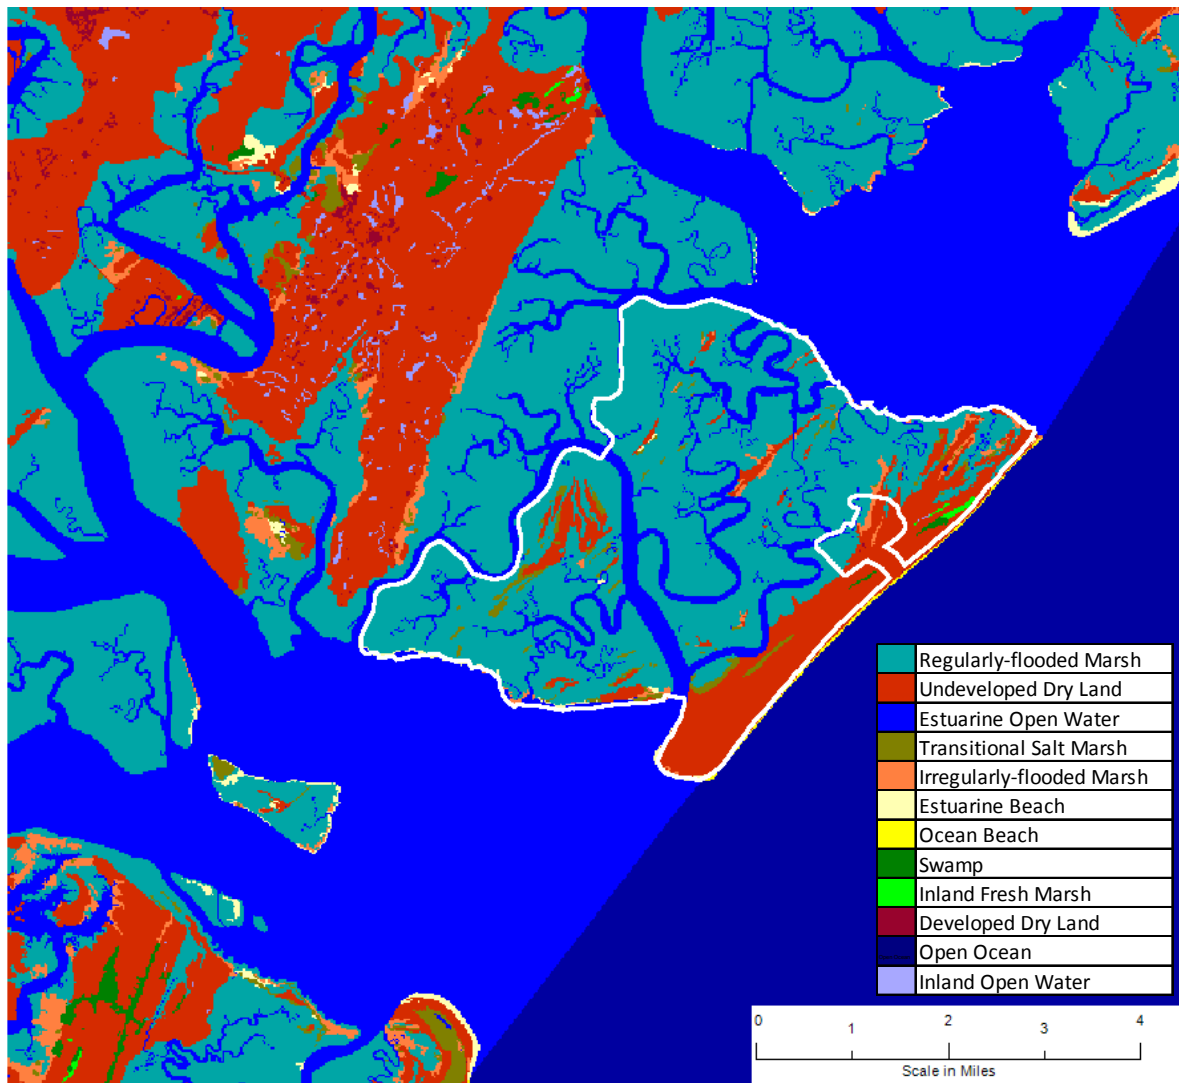 Regularly-flooded Marsh
Undeveloped Dry Land
Estuarine Open Water
Transitional Salt Marsh
Irregularly-flooded Marsh
Estuarine Beach
Ocean Beach
Swamp
Inland Fresh Marsh
Developed Dry Land
Open Ocean
Inland Open Water
0 1 2 3 4
Scale in Miles